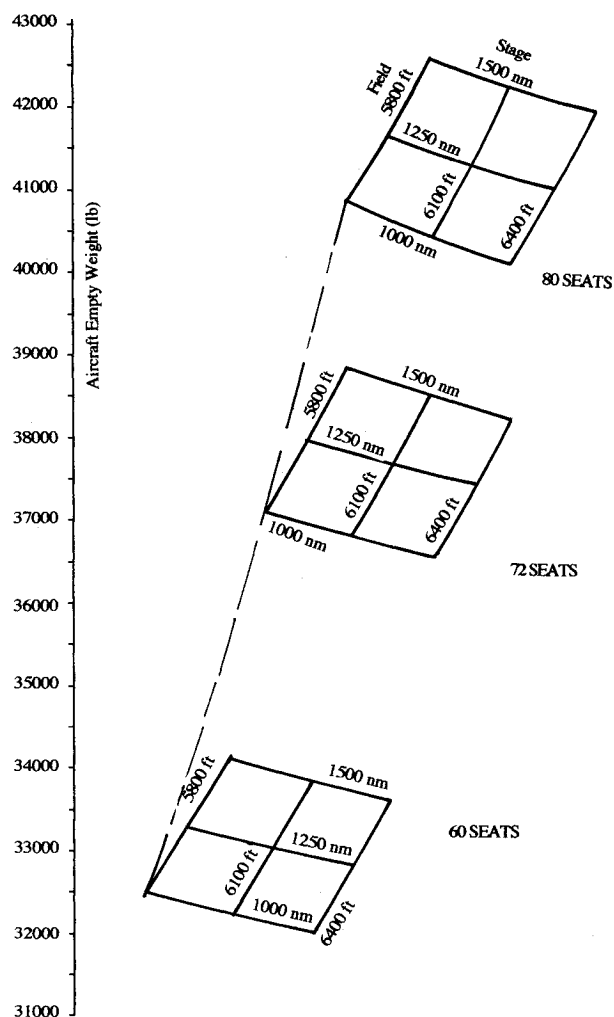 43000
42000
41000
40000
39000
38000
37000
36000
35000
34000
33000
32000
31000
Aircraft Empty Weight (lb)
Stage
Field
1500 nm
5800 ft
1250 nm
6100 ft
6400 ft
1000 nm
80 SEATS
1500 nm
5800 ft
1250 nm
6100 ft
6400 ft
1000 nm
72 SEATS
5800 ft
1500 nm
60 SEATS
1250 nm
6100 ft
1000 nm
6400 ft